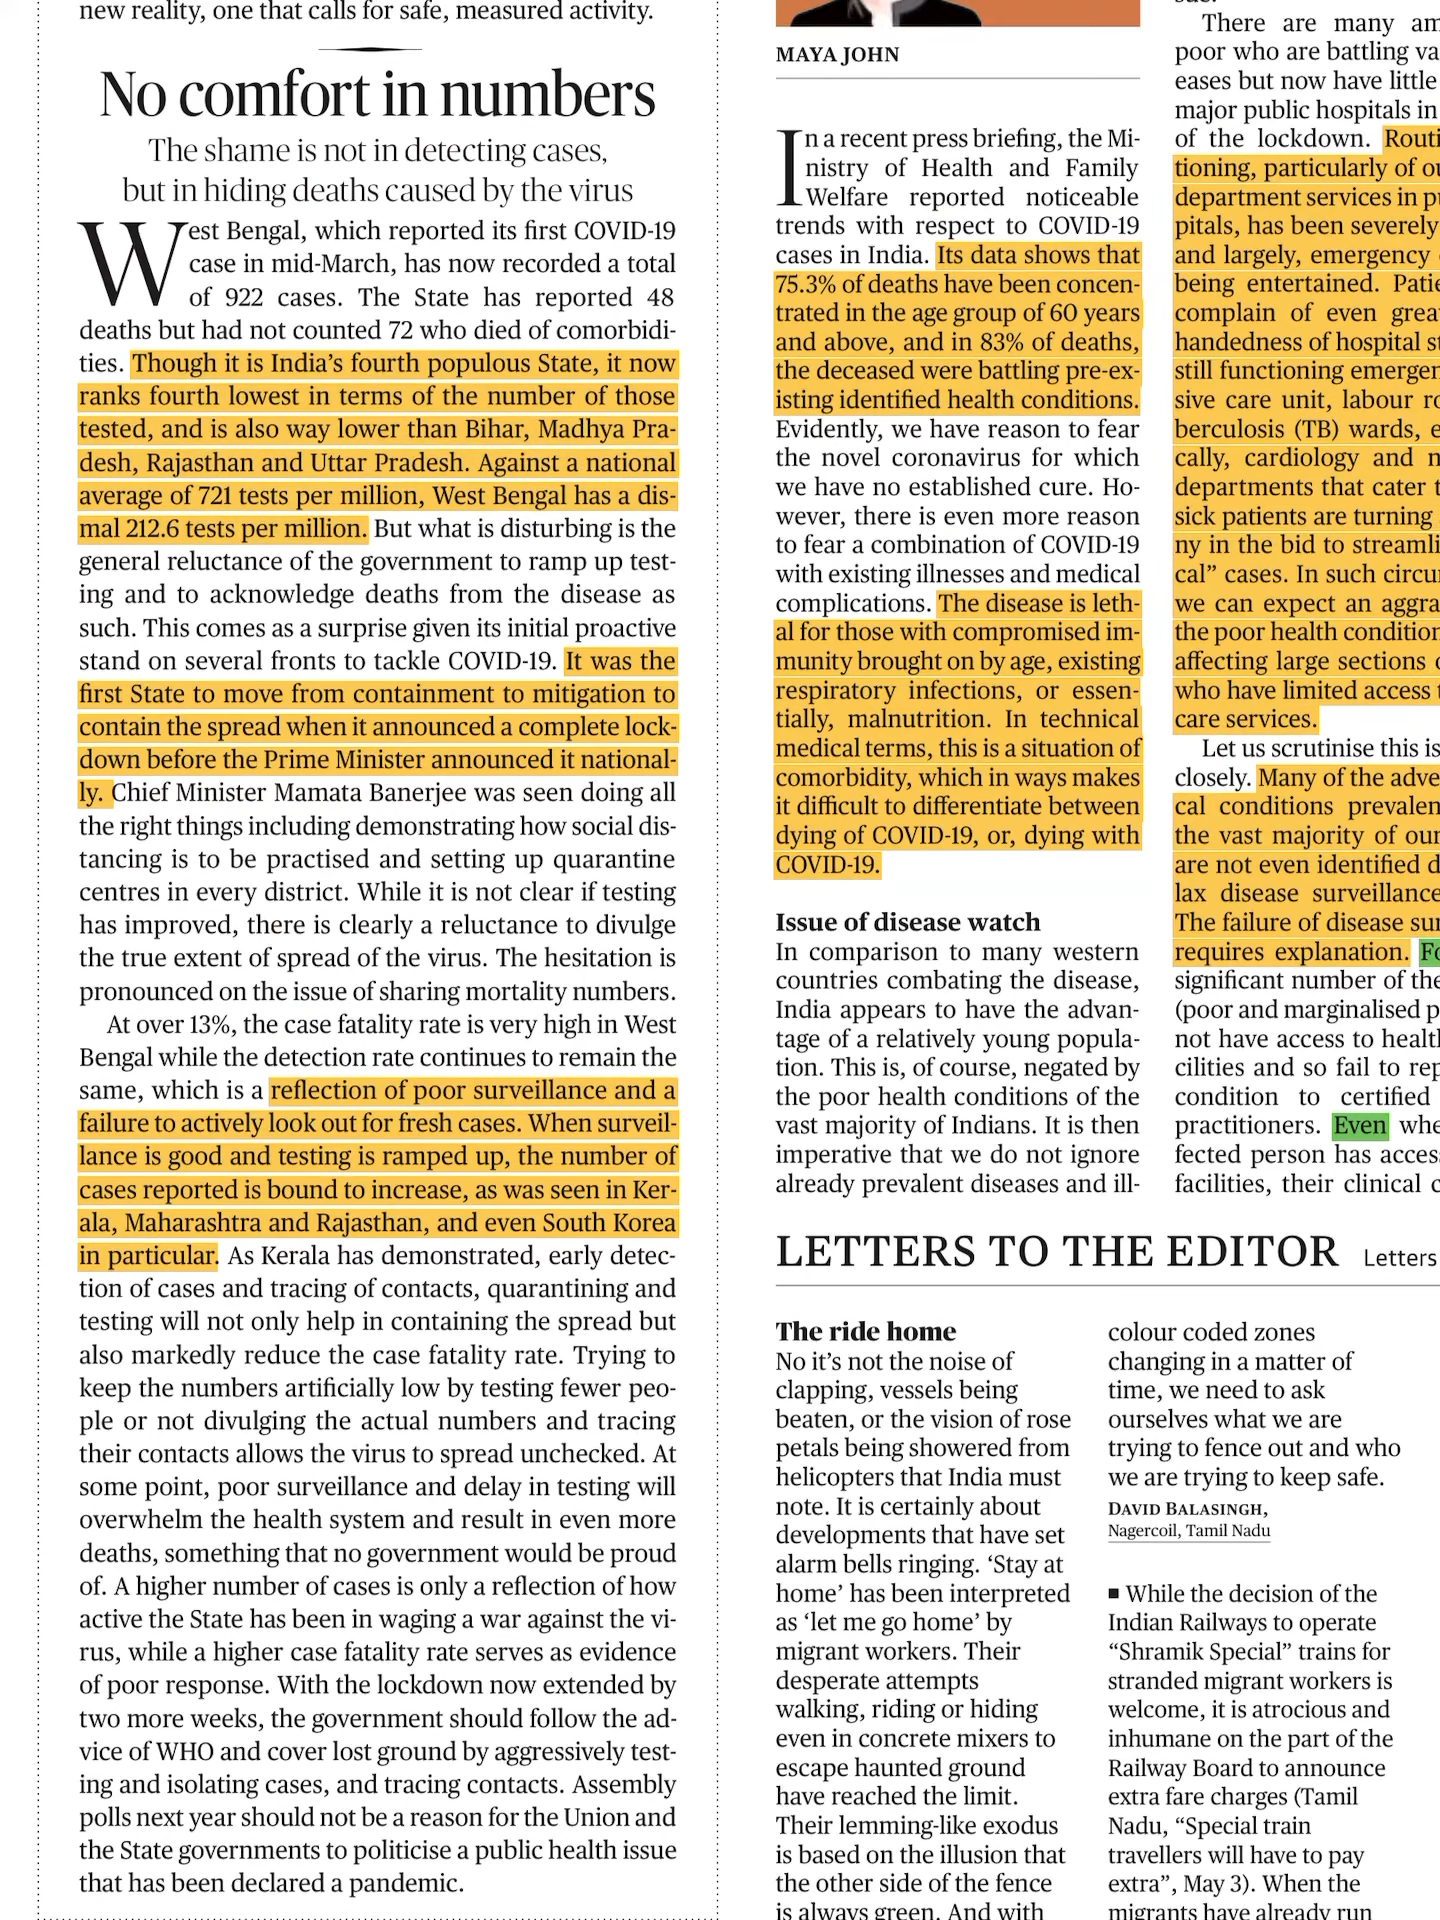 new reality, one that calls for safe, measured activity.
No comfort in numbers
The shame is not in detecting cases,
but in hiding deaths caused by the virus
West Bengal, which reported its first COVID-19
case in mid-March, has now recorded a total
of 922 cases. The State has reported 48
deaths but had not counted 72 who died of comorbidi-
ties. Though it is India’s fourth populous State, it now
ranks fourth lowest in terms of the number of those
tested, and is also way lower than Bihar, Madhya Pra-
desh, Rajasthan and Uttar Pradesh. Against a national
average of 721 tests per million, West Bengal has a dis-
mal 212.6 tests per million. But what is disturbing is the
general reluctance of the government to ramp up test-
ing and to acknowledge deaths from the disease as
such. This comes as a surprise given its initial proactive
stand on several fronts to tackle COVID-19. It was the
first State to move from containment to mitigation to
contain the spread when it announced a complete lock-
down before the Prime Minister announced it national-
ly. Chief Minister Mamata Banerjee was seen doing all
the right things including demonstrating how social dis-
tancing is to be practised and setting up quarantine
centres in every district. While it is not clear if testing
has improved, there is clearly a reluctance to divulge
the true extent of spread of the virus. The hesitation is
pronounced on the issue of sharing mortality numbers.
At over 13%, the case fatality rate is very high in West
Bengal while the detection rate continues to remain the
same, which is a reflection of poor surveillance and a
failure to actively look out for fresh cases. When surveil-
lance is good and testing is ramped up, the number of
cases reported is bound to increase, as was seen in Ker-
ala, Maharashtra and Rajasthan, and even South Korea
in particular. As Kerala has demonstrated, early detec-
tion of cases and tracing of contacts, quarantining and
testing will not only help in containing the spread but
also markedly reduce the case fatality rate. Trying to
keep the numbers artificially low by testing fewer peo-
ple or not divulging the actual numbers and tracing
their contacts allows the virus to spread unchecked. At
some point, poor surveillance and delay in testing will
overwhelm the health system and result in even more
deaths, something that no government would be proud
of. A higher number of cases is only a reflection of how
active the State has been in waging a war against the vi-
rus, while a higher case fatality rate serves as evidence
of poor response. With the lockdown now extended by
two more weeks, the government should follow the ad-
vice of WHO and cover lost ground by aggressively test-
ing and isolating cases, and tracing contacts. Assembly
polls next year should not be a reason for the Union and
the State governments to politicise a public health issue
that has been declared a pandemic.
MAYA JOHN
In a recent press briefing, the Mi-
nistry of Health and Family
Welfare reported noticeable
trends with respect to COVID-19
cases in India. Its data shows that
75.3% of deaths have been concen-
trated in the age group of 60 years
and above, and in 83% of deaths,
the deceased were battling pre-ex-
isting identified health conditions.
Evidently, we have reason to fear
the novel coronavirus for which
we have no established cure. Ho-
wever, there is even more reason
to fear a combination of COVID-19
with existing illnesses and medical
complications. The disease is leth-
al for those with compromised im-
munity brought on by age, existing
respiratory infections, or essen-
tially, malnutrition. In technical
medical terms, this is a situation of
comorbidity, which in ways makes
it difficult to differentiate between
dying of COVID-19, or, dying with
COVID-19.
Issue of disease watch
In comparison to many western
countries combating the disease,
India appears to have the advan-
tage of a relatively young popula-
tion. This is, of course, negated by
the poor health conditions of the
vast majority of Indians. It is then
imperative that we do not ignore
already prevalent diseases and ill-
There are many am
poor who are battling va
eases but now have little
major public hospitals in
of the lockdown. Routi
tioning, particularly of ou
department services in pu
pitals, has been severely
and largely, emergency
being entertained. Patie
complain of even grea
handedness of hospital st
still functioning emergen
sive care unit, labour ro
berculosis (TB) wards, e
cally, cardiology and n
departments that cater t
sick patients are turning
ny in the bid to streamli
cal” cases. In such circu
we can expect an aggra
the poor health condition
affecting large sections
who have limited access t
care services.
Let us scrutinise this is
closely. Many of the adve
cal conditions prevalen
the vast majority of our
are not even identified d
lax disease surveillance
The failure of disease sur
requires explanation. Fo
significant number of the
(poor and marginalised p
not have access to health
cilities and so fail to rep
condition to certified
practitioners. Even whe
fected person has acces
facilities, their clinical c
LETTERS TO THE EDITOR Letters
The ride home
No it’s not the noise of
clapping, vessels being
beaten, or the vision of rose
petals being showered from
helicopters that India must
note. It is certainly about
developments that have set
alarm bells ringing. ‘Stay at
home’ has been interpreted
as ‘let me go home’ by
migrant workers. Their
desperate attempts
walking, riding or hiding
even in concrete mixers to
escape haunted ground
have reached the limit.
Their lemming-like exodus
is based on the illusion that
the other side of the fence
is always green. And with
colour coded zones
changing in a matter of
time, we need to ask
ourselves what we are
trying to fence out and who
we are trying to keep safe.
DAVID BALASINGH,
Nagercoil, Tamil Nadu
■ While the decision of the
Indian Railways to operate
“Shramik Special” trains for
stranded migrant workers is
welcome, it is atrocious and
inhumane on the part of the
Railway Board to announce
extra fare charges (Tamil
Nadu, “Special train
travellers will have to pay
extra”, May 3). When the
migrants have already run